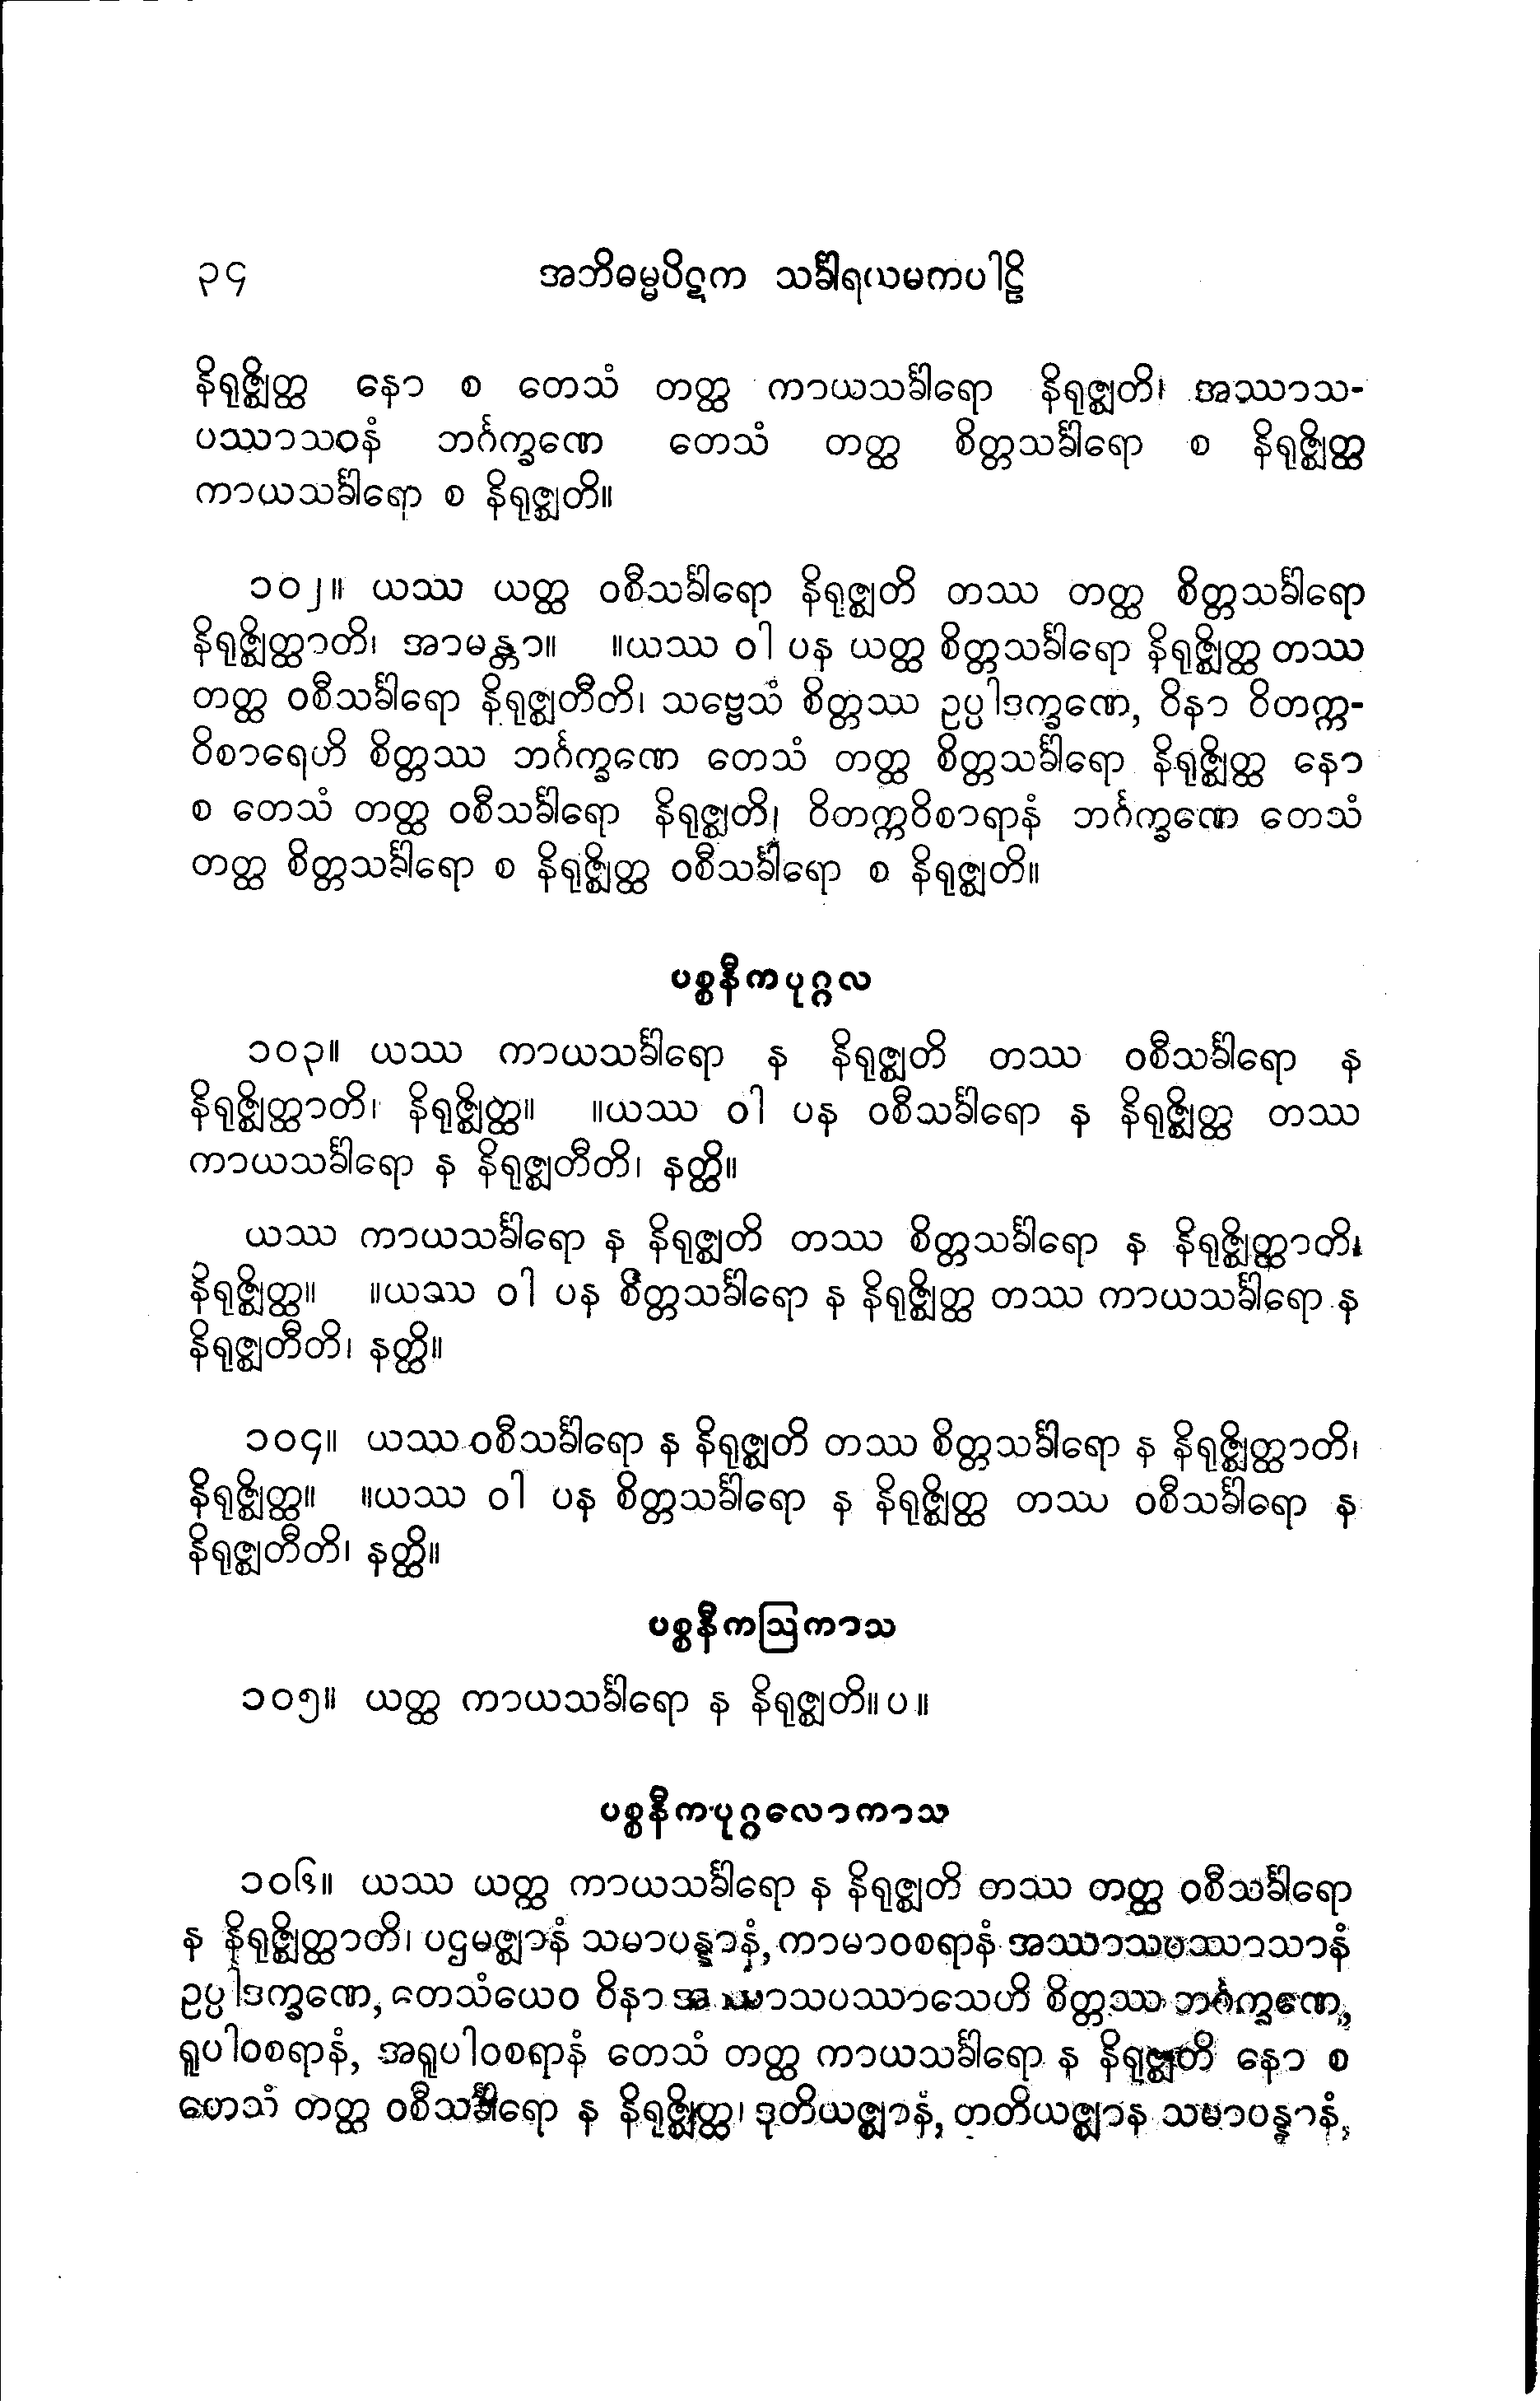 ၃၄ အဘိဓမ္မပိဋက သင်္ခါရယမကပါဠိ
နိရုဇ္ဈိတ္ထ နော စ တေသံ တတ္ထ ကာယသင်္ခါရော နိရုဇ္ဈတိ၊ အဿာသ-
ပဿာသဝနံ ဘင်္ဂက္ခဏေ တေသံ တတ္ထ စိတ္တသင်္ခါရော စ နိရုဇ္ဈိတ္ထ
ကာယသင်္ခါရော စ နိရုဇ္ဈတိ။
၁၀၂။ ယဿ ယတ္ထ ဝစီသင်္ခါရော နိရုဇ္ဈတိ တဿ တတ္ထ စိတ္တသင်္ခါရော
နိရုဇ္ဈိတ္ထာတိ၊ အာမန္တာ။ ။ယဿ ဝါ ပန ယတ္ထ စိတ္တသင်္ခါရော နိရုဇ္ဈိတ္ထ တဿ
တတ္ထ ဝစီသင်္ခါရော နိရုဇ္ဈတီတိ၊ သဗ္ဗေသံ စိတ္တဿ ဥပ္ပါဒက္ခဏေ, ဝိနာ ဝိတက္က-
ဝိစာရေဟိ စိတ္တဿ ဘင်္ဂက္ခဏေ တေသံ တတ္ထ စိတ္တသင်္ခါရော နိရုဇ္ဈိတ္ထ နော
စ တေသံ တတ္ထ ဝစီသင်္ခါရော နိရုဇ္ဈတိ၊ ဝိတက္ကဝိစာရာနံ ဘင်္ဂက္ခဏေ တေသံ
တတ္ထ စိတ္တသင်္ခါရော စ နိရုဇ္ဈိတ္ထ ဝစီသင်္ခါရော စ နိရုဇ္ဈတိ။
ပစ္စနီကပုဂ္ဂလ
၁၀၃။ ယဿ ကာယသင်္ခါရော န နိရုဇ္ဈတိ တဿ ဝစီသင်္ခါရော န
နိရုဇ္ဈိတ္ထာတိ၊ နိရုဇ္ဈိတ္ထ။ ။ယဿ ဝါ ပန ဝစီသင်္ခါရော န နိရုဇ္ဈိတ္ထ တဿ
ကာယသင်္ခါရော န နိရုဇ္ဈတီတိ၊ နတ္ထိ။
ယဿ ကာယသင်္ခါရော န နိရုဇ္ဈတိ တဿ စိတ္တသင်္ခါရော န နိရုဇ္ဈိတ္ထာတိ၊
နိရုဇ္ဈိတ္ထ။ ။ယဿ ဝါ ပန စိတ္တသင်္ခါရော န နိရုဇ္ဈိတ္ထ တဿ ကာယသင်္ခါရော န
နိရုဇ္ဈတီတိ၊ နတ္ထိ။
၁၀၄။ ယဿ ဝစီသင်္ခါရော န နိရုဇ္ဈတိ တဿ စိတ္တသင်္ခါရော န နိရုဇ္ဈိတ္ထာတိ၊
နိရုဇ္ဈိတ္ထ။ ။ယဿ ဝါ ပန စိတ္တသင်္ခါရော န နိရုဇ္ဈိတ္ထ တဿ ဝစီသင်္ခါရော န
နိရုဇ္ဈတီတိ၊ နတ္ထိ။
ပစ္စနီကဩကာသ
၁၀၅။ ယတ္ထ ကာယသင်္ခါရော န နိရုဇ္ဈတိ။ပ။
ပစ္စနီကပုဂ္ဂလောကာသ
၁၀၆။ ယဿ ယတ္ထ ကာယသင်္ခါရော န နိရုဇ္ဈတိ တဿ တတ္ထ ဝစီသင်္ခါရော
န နိရုဇ္ဈိတ္ထာတိ၊ ပဌမဇ္ဈာနံ သမာပန္နာနံ, ကာမာဝစရာနံ အဿာသပဿာသာနံ
ဥပ္ပါဒက္ခဏေ, တေသံယေဝ ဝိနာ အဿာသပဿာသေဟိ စိတ္တဿ ဘင်္ဂက္ခဏေ,
ရူပါဝစရာနံ, အရူပါဝစရာနံ တေသံ တတ္ထ ကာယသင်္ခါရော န နိရုဇ္ဈတိ နော စ
တေသံ တတ္ထ ဝစီသင်္ခါရော န နိရုဇ္ဈိတ္ထ၊ ဒုတိယဇ္ဈာနံ, တတိယဇ္ဈာန သမာပန္နာနံ,